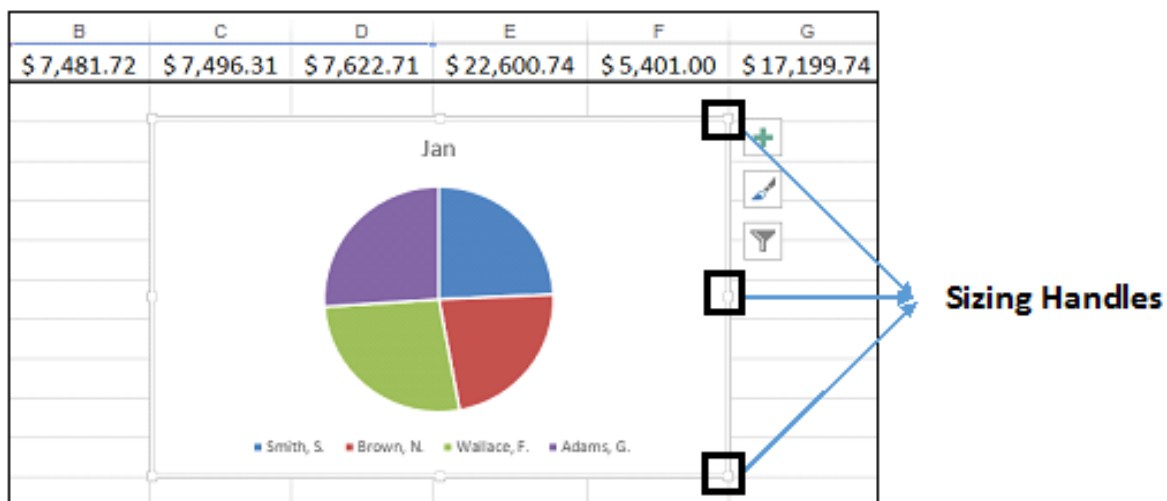 B C D E F G
$ 7,481.72 $ 7,496.31 $ 7,622.71 $ 22,600.74 $ 5,401.00 $ 17,199.74
Jan
Sizing Handles
Smith, S. Brown, N. Wallace, F. Adams, G.